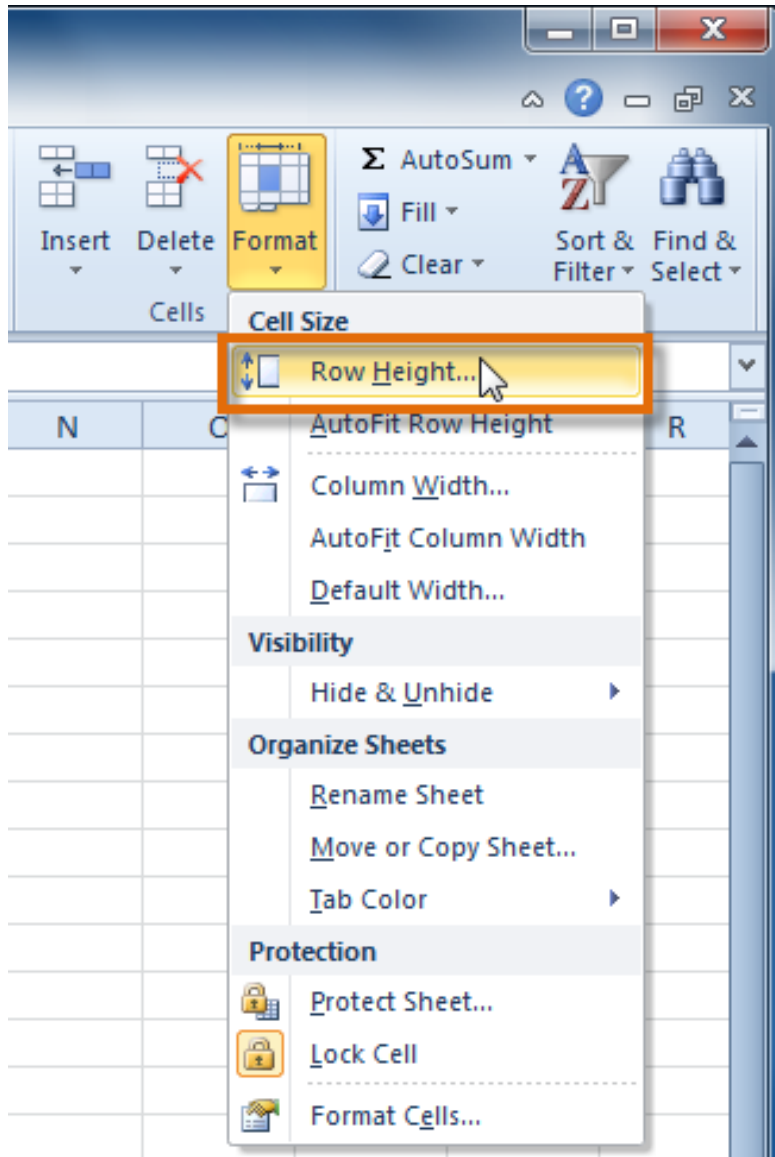 Σ AutoSum
Fill
Clear
Insert Delete Format
Sort & Filter
Find & Select
Cells
Cell Size
Row Height...
AutoFit Row Height
N
R
Column Width...
AutoFit Column Width
Default Width...
Visibility
Hide & Unhide
Organize Sheets
Rename Sheet
Move or Copy Sheet...
Tab Color
Protection
Protect Sheet...
Lock Cell
Format Cells...